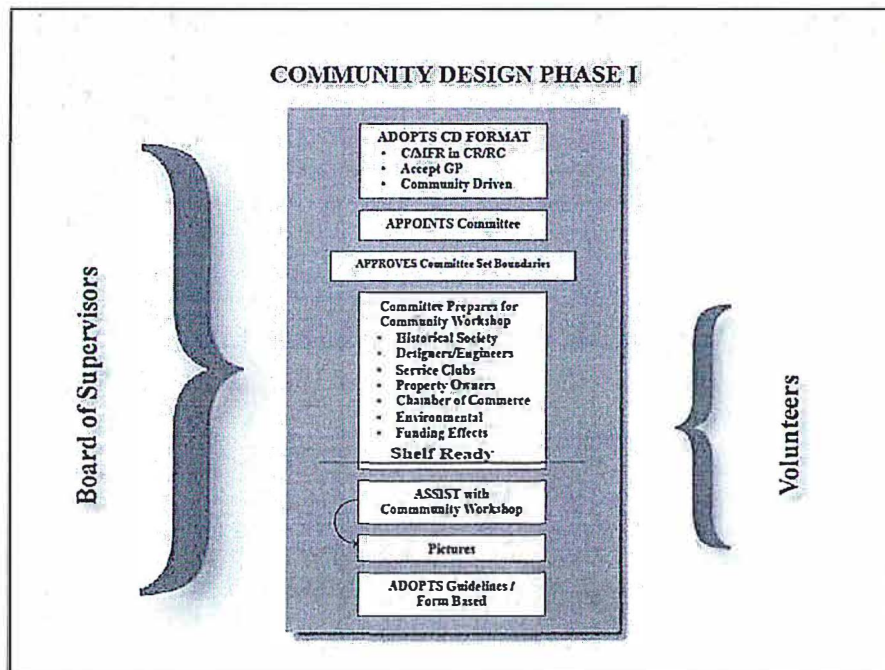 COMMUNITY DESIGN PHASE I
ADOPTS CD FORMAT
• C/MFR in CR/RC
• Accept GP
• Community Driven
APPOINTS Committee
APPROVES Committee Set Boundaries
Committee Prepares for
Community Workshop
• Historical Society
• Designers/Engineers
• Service Clubs
• Property Owners
• Chamber of Commerce
• Environmental
• Funding Effects
Shelf Ready
ASSIST with
Commmunity Workshop
Pictures
ADOPTS Guidelines /
Form Based
Board of Supervisors
Volunteers